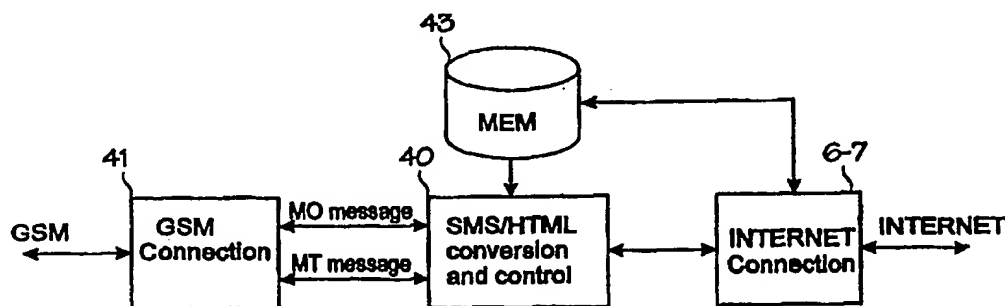 43
MEM
41
40
6-7
GSM
GSM
Connection
MO message
MT message
SMS/HTML
conversion
and control
INTERNET
Connection
INTERNET